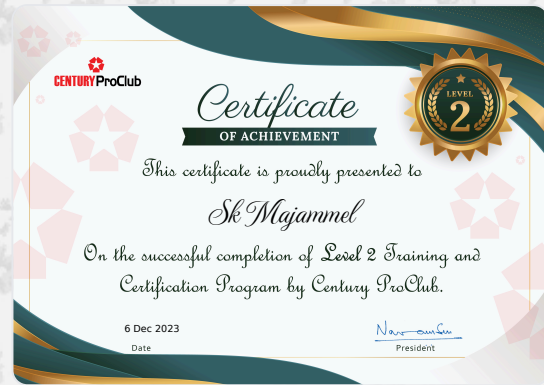 CENTURY ProClub
Certificate
OF ACHIEVEMENT
LEVEL
2
This certificate is proudly presented to
Sk Majammel
On the successful completion of Level 2 Training and
Certification Program by Century ProClub.
6 Dec 2023
Date
President